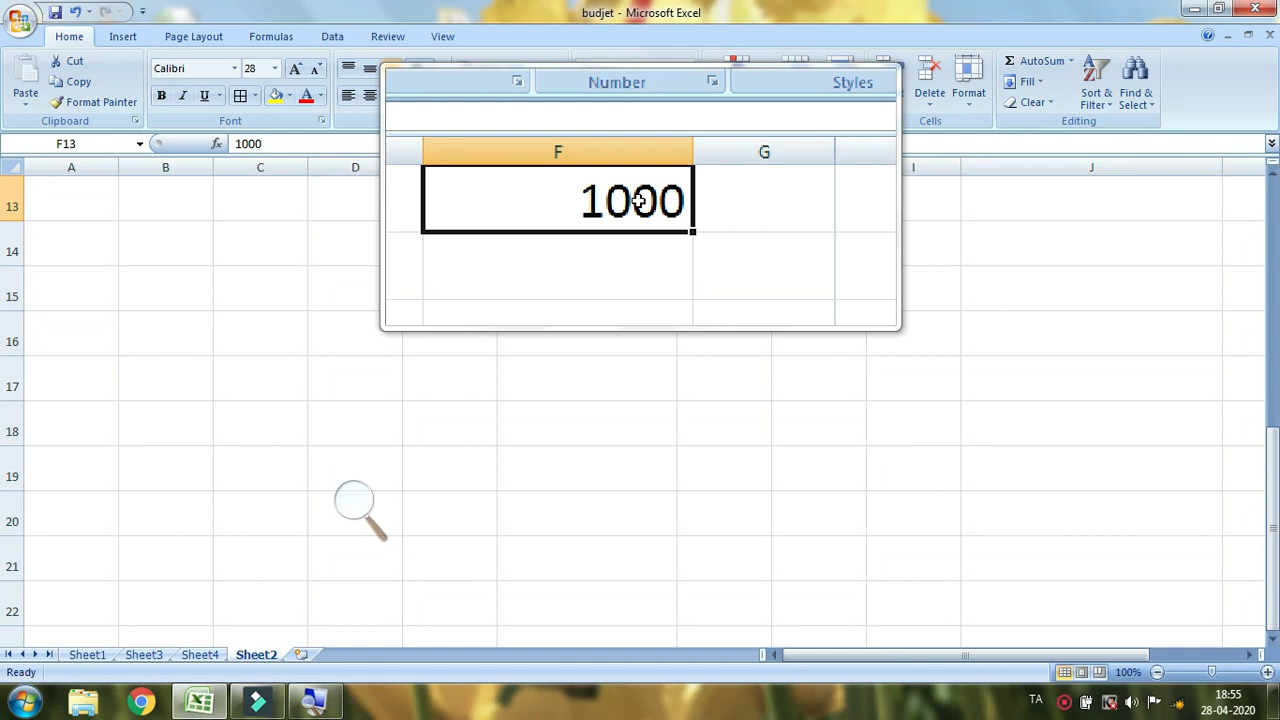 budjet - Microsoft Excel
Home Insert Page Layout Formulas Data Review View
Paste
Cut
Copy
Format Painter
Clipboard
Calibri 28
A A
B I U A
Font
Delete Format
Cells
Σ AutoSum
Fill
Clear
Sort & Filter
Find & Select
Editing
F13 fx 1000
Number Styles
F G
1000
A B C D I J
13
14
15
16
17
18
19
20
21
22
Sheet1 Sheet3 Sheet4 Sheet2
Ready 100%
TA 18:55
28-04-2020